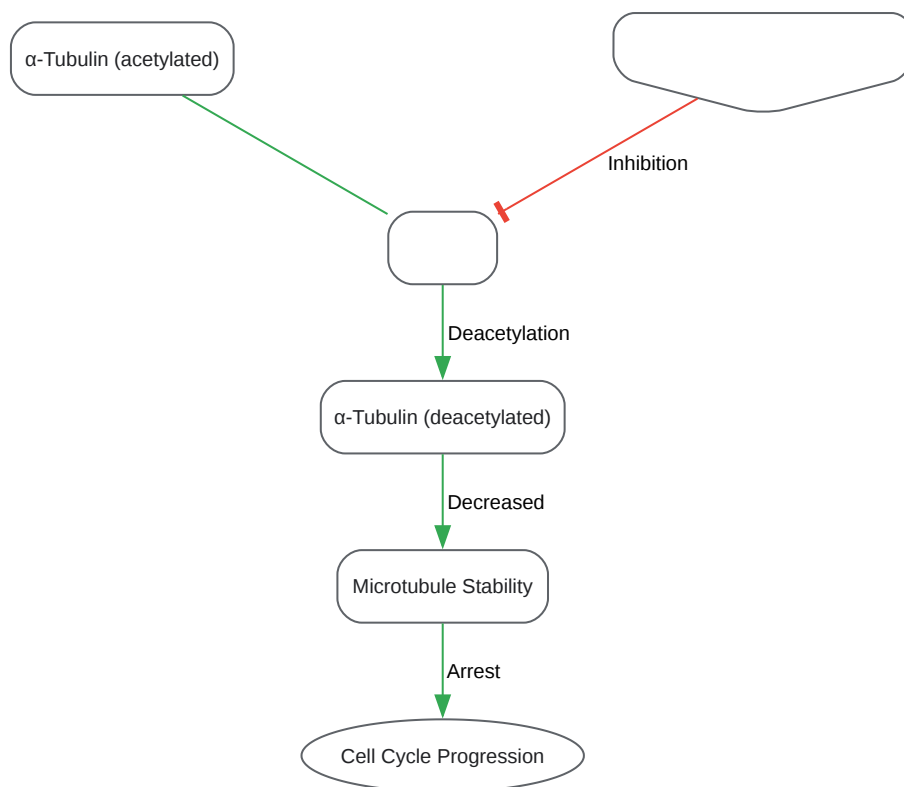 α-Tubulin (acetylated)
Inhibition
Deacetylation
α-Tubulin (deacetylated)
Decreased
Microtubule Stability
Arrest
Cell Cycle Progression